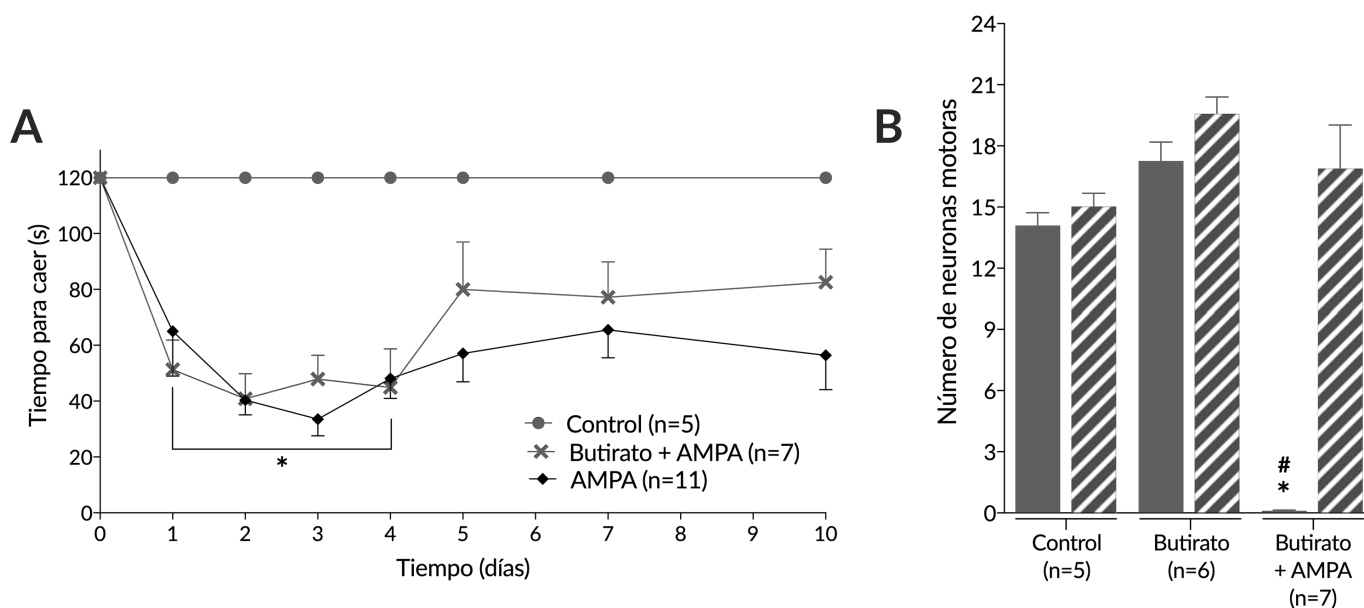 A
Tiempo para caer (s)
120
100
80
60
40
20
0
*
Control (n=5)
Butirato + AMPA (n=7)
AMPA (n=11)
0 1 2 3 4 5 6 7 8 9 10
Tiempo (días)
B
Número de neuronas motoras
24
21
18
15
12
9
6
3
0
#
*
Control
(n=5)
Butirato
(n=6)
Butirato
+ AMPA
(n=7)